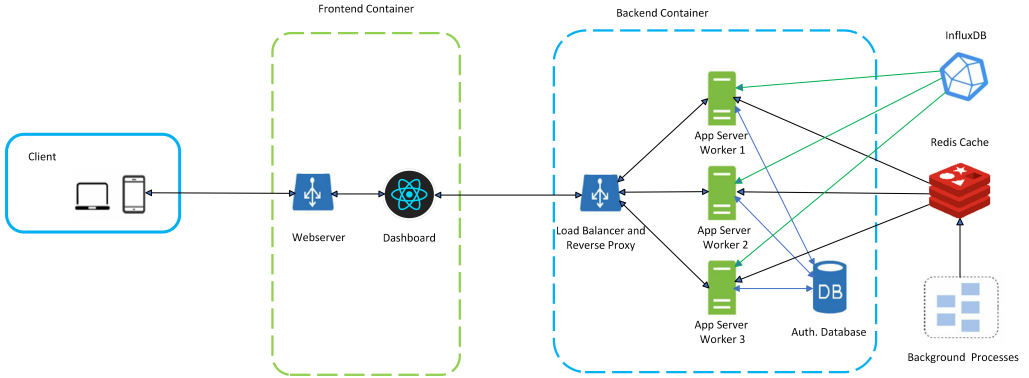 Frontend Container
Backend Container
InfluxDB
Client
App Server
Worker 1
Redis Cache
Webserver
Dashboard
Load Balancer and
Reverse Proxy
App Server
Worker 2
DB
App Server
Worker 3
Auth. Database
Background Processes